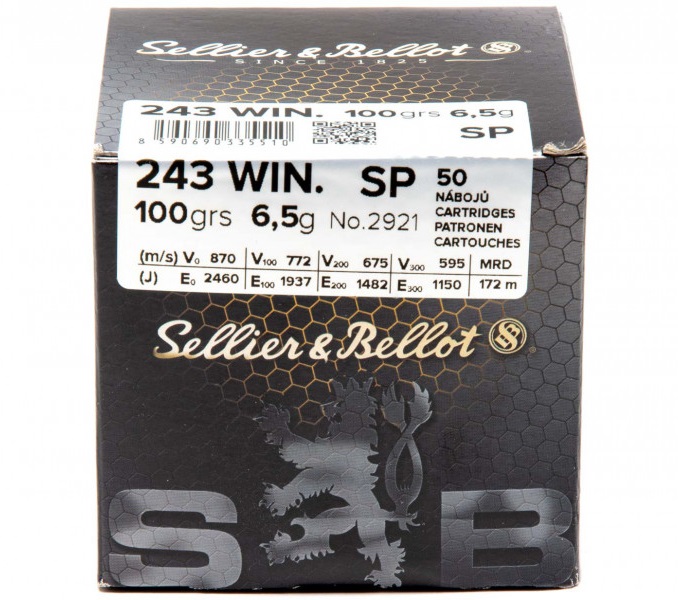 Sellier & Bellot SB
SINCE 1825
243 WIN. 100grs 6,5g
8 590690 335510 SP
243 WIN. SP 50
NÁBOJŮ
100grs 6,5g No.2921 CARTRIDGES
PATRONEN
CARTOUCHES
(m/s) V0 870 V100 772 V200 675 V300 595 MRD
(J) E0 2460 E100 1937 E200 1482 E300 1150 172 m
Sellier & Bellot SB ®
S B